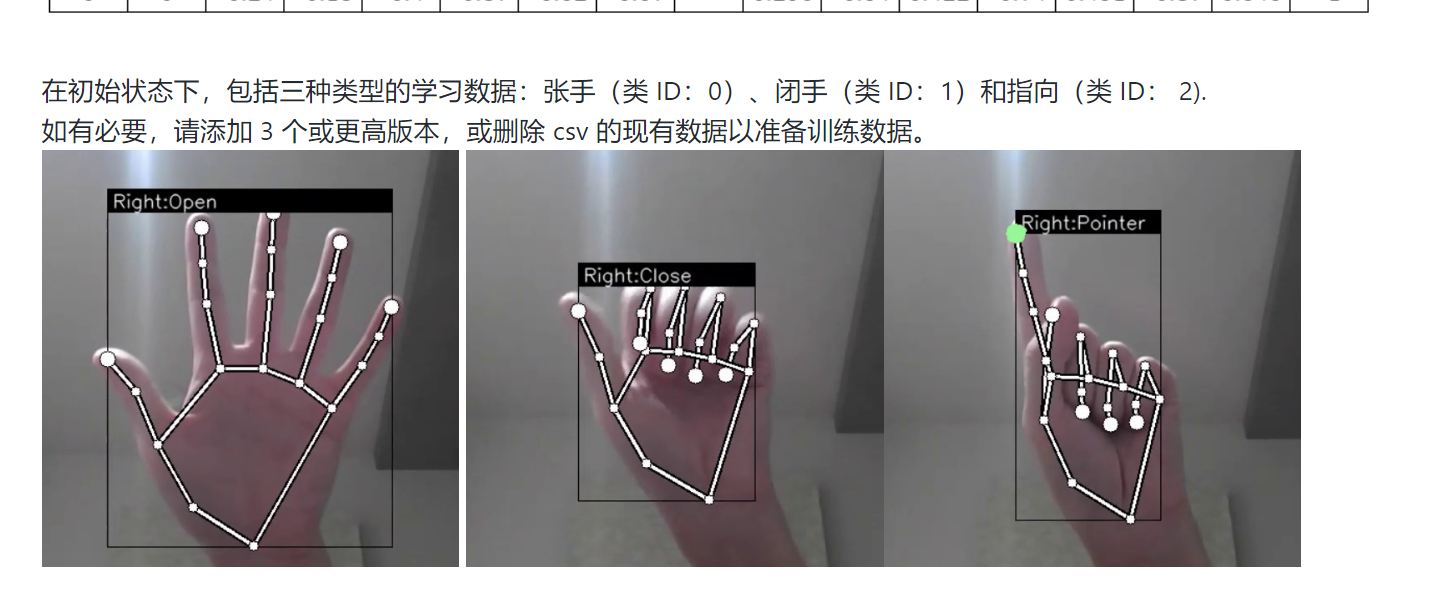 在初始状态下，包括三种类型的学习数据：张手（类 ID：0）、闭手（类 ID：1）和指向（类 ID： 2).
如有必要，请添加 3 个或更高版本，或删除 csv 的现有数据以准备训练数据。
Right:Open
Right:Close
Right:Pointer